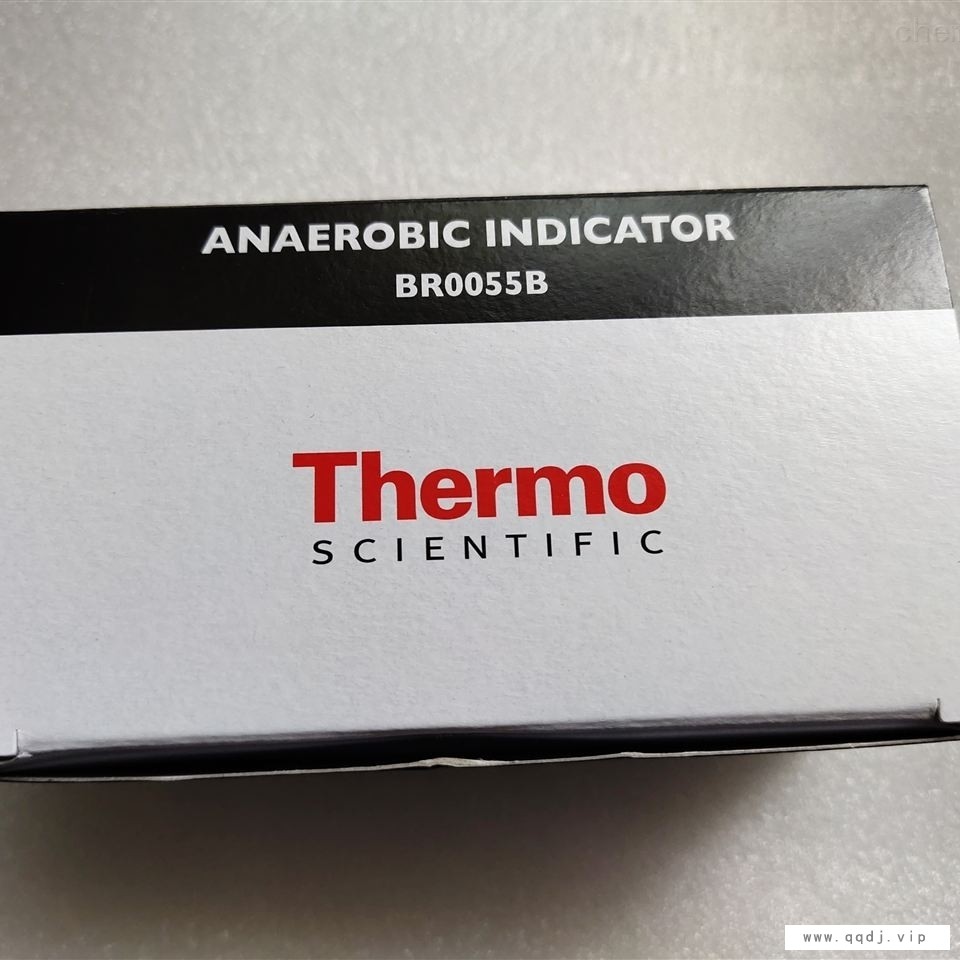 ANAEROBIC INDICATOR
BR0055B
Thermo
SCIENTIFIC
www.qqdj.vip